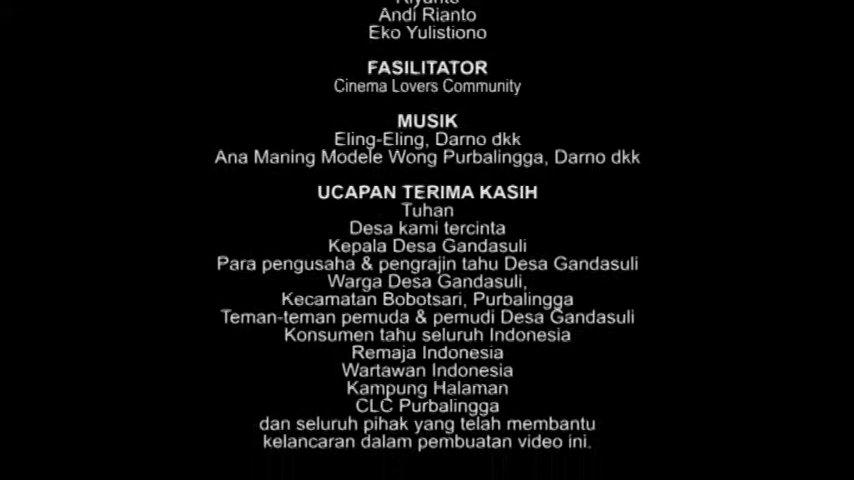 Riyanto
Andi Rianto
Eko Yulistiono
FASILITATOR
Cinema Lovers Community
MUSIK
Eling-Eling, Darno dkk
Ana Maning Modele Wong Purbalingga, Darno dkk
UCAPAN TERIMA KASIH
Tuhan
Desa kami tercinta
Kepala Desa Gandasuli
Para pengusaha & pengrajin tahu Desa Gandasuli
Warga Desa Gandasuli,
Kecamatan Bobotsari, Purbalingga
Teman-teman pemuda & pemudi Desa Gandasuli
Konsumen tahu seluruh Indonesia
Remaja Indonesia
Wartawan Indonesia
Kampung Halaman
CLC Purbalingga
dan seluruh pihak yang telah membantu
kelancaran dalam pembuatan video ini.